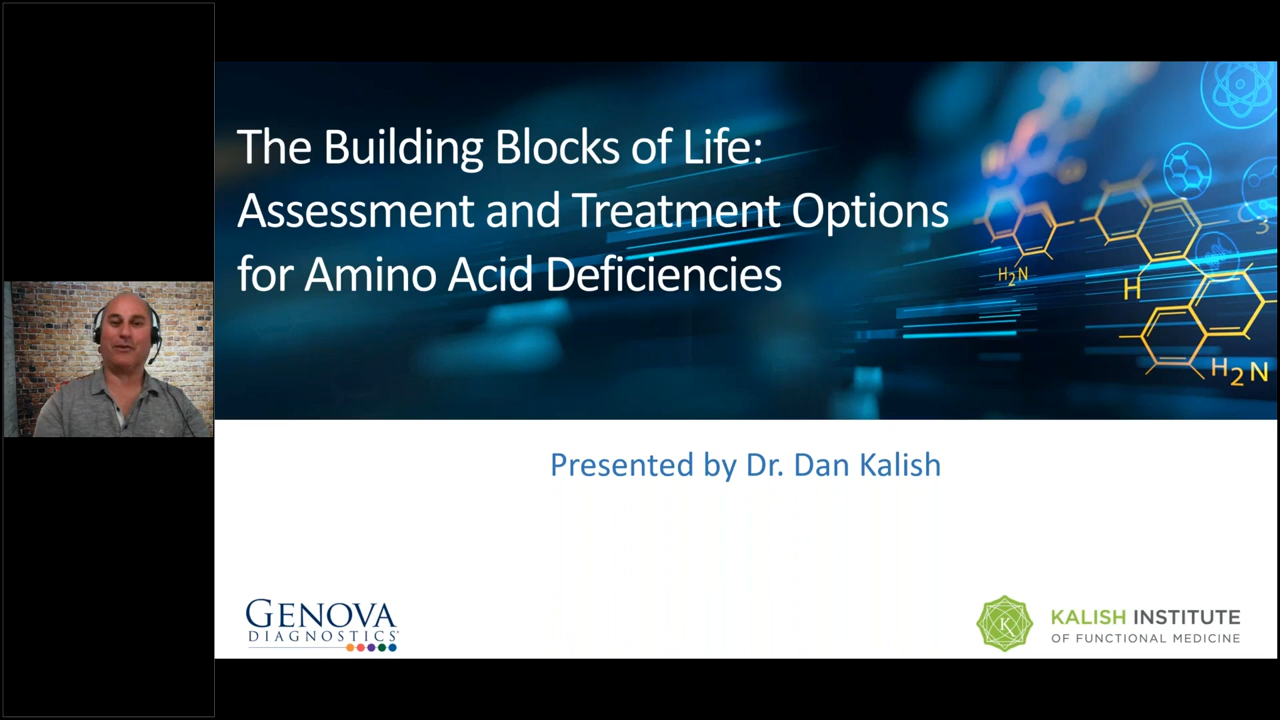 The Building Blocks of Life:
Assessment and Treatment Options
for Amino Acid Deficiencies
H₂N
H
3
H₂N
Presented by Dr. Dan Kalish
GENOVA
DIAGNOSTICS
K
KALISH INSTITUTE
OF FUNCTIONAL MEDICINE